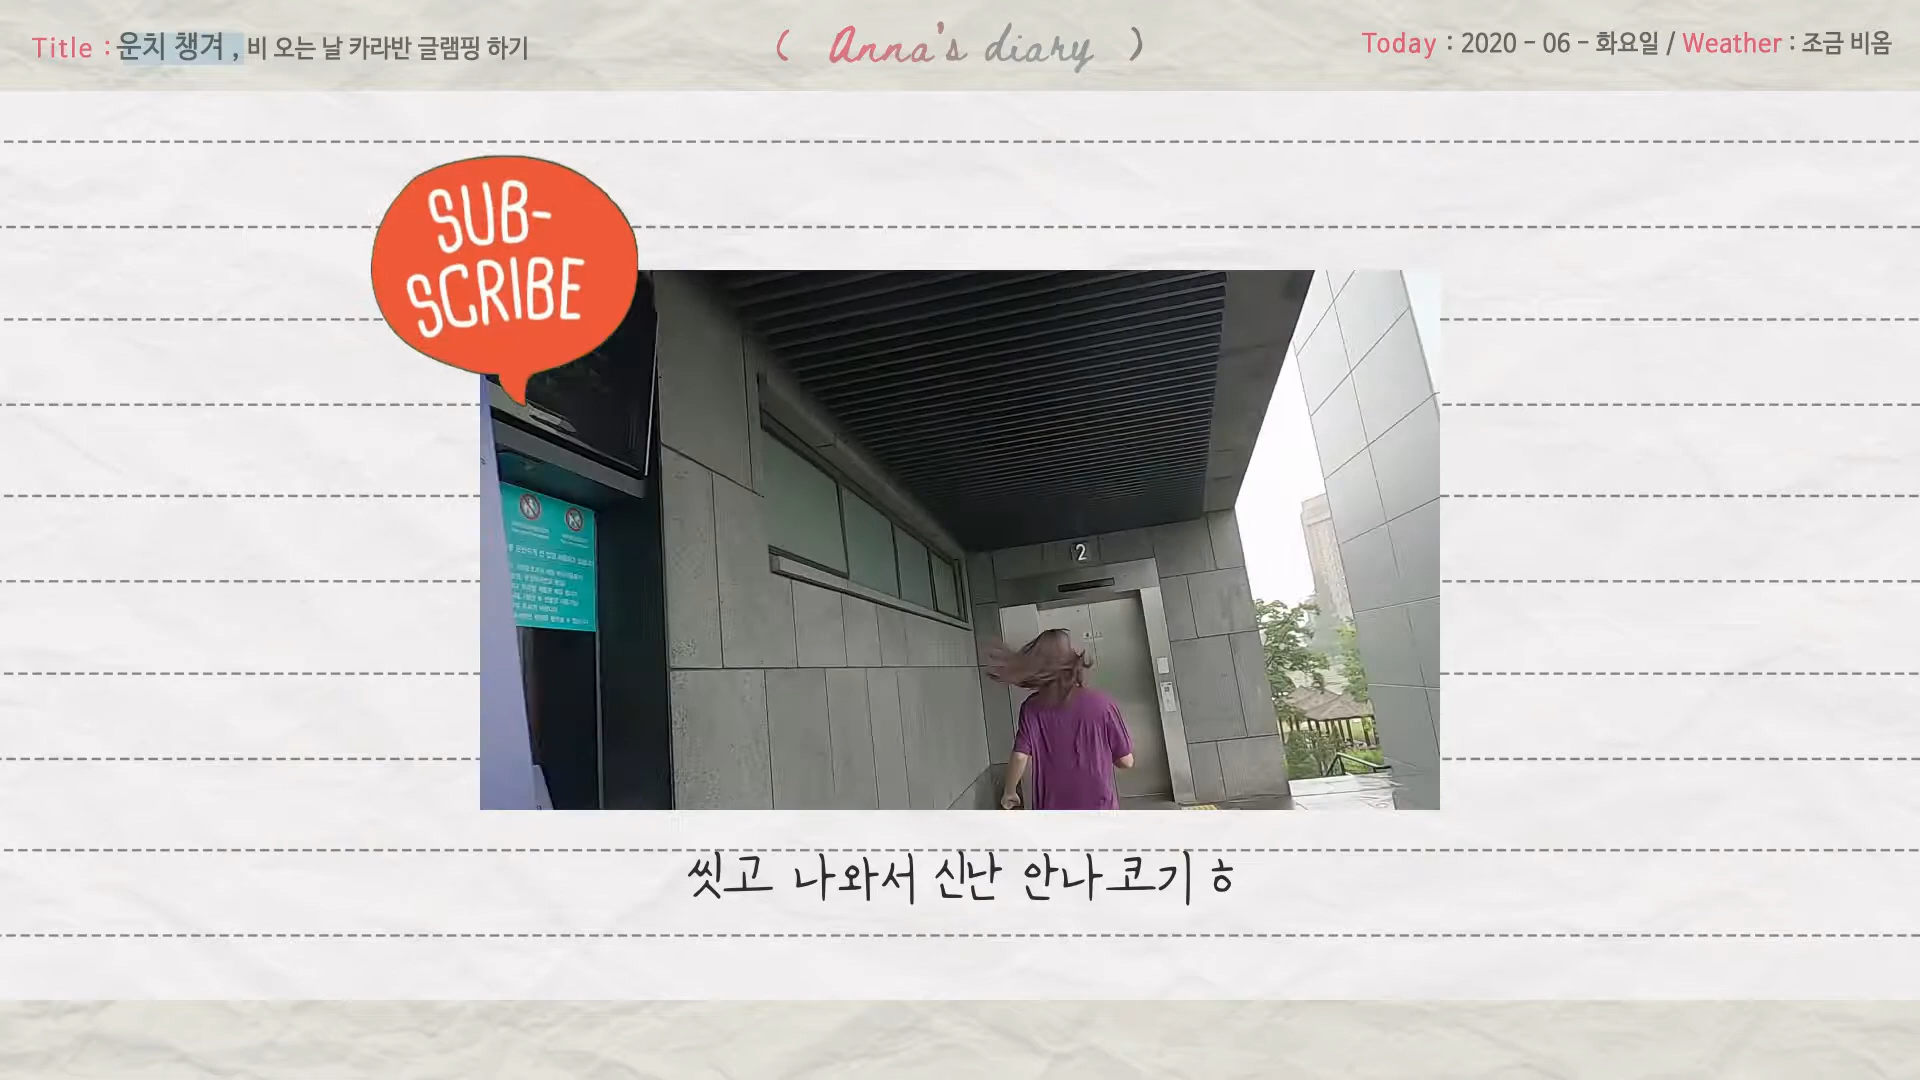 Title : 운치 챙겨 , 비 오는 날 카라반 글램핑 하기
( Anna's diary )
Today : 2020 - 06 - 화요일 / Weather : 조금 비옴
SUB-
SCRIBE
2
씻고 나와서 신난 안나코기 ㅎ